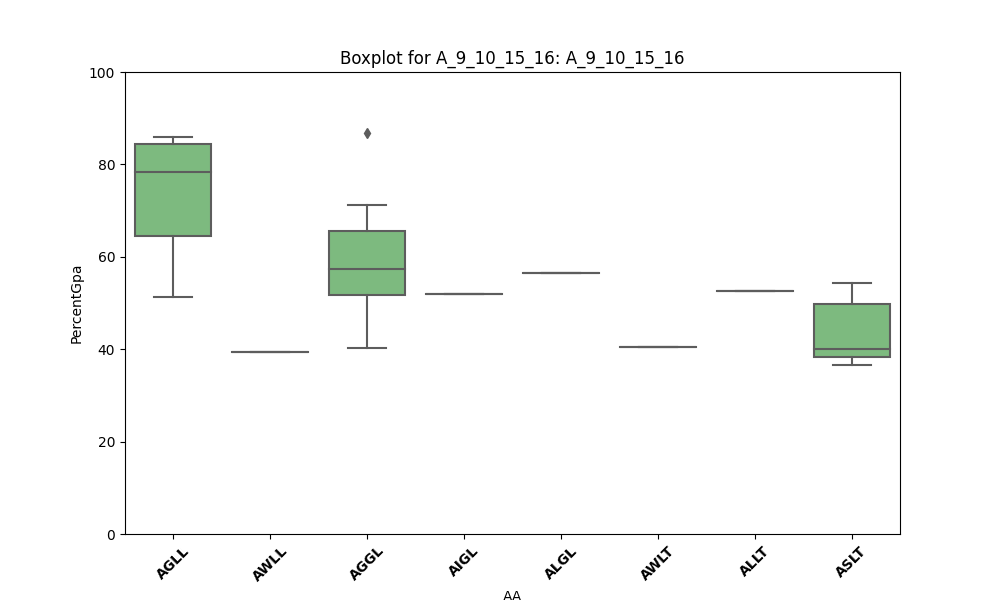 Boxplot for A_9_10_15_16: A_9_10_15_16
100
80
60
40
20
0
PercentGpa
AGLL
AWLL
AGGL
AIGL
ALGL
AWLT
ALLT
ASLT
AA